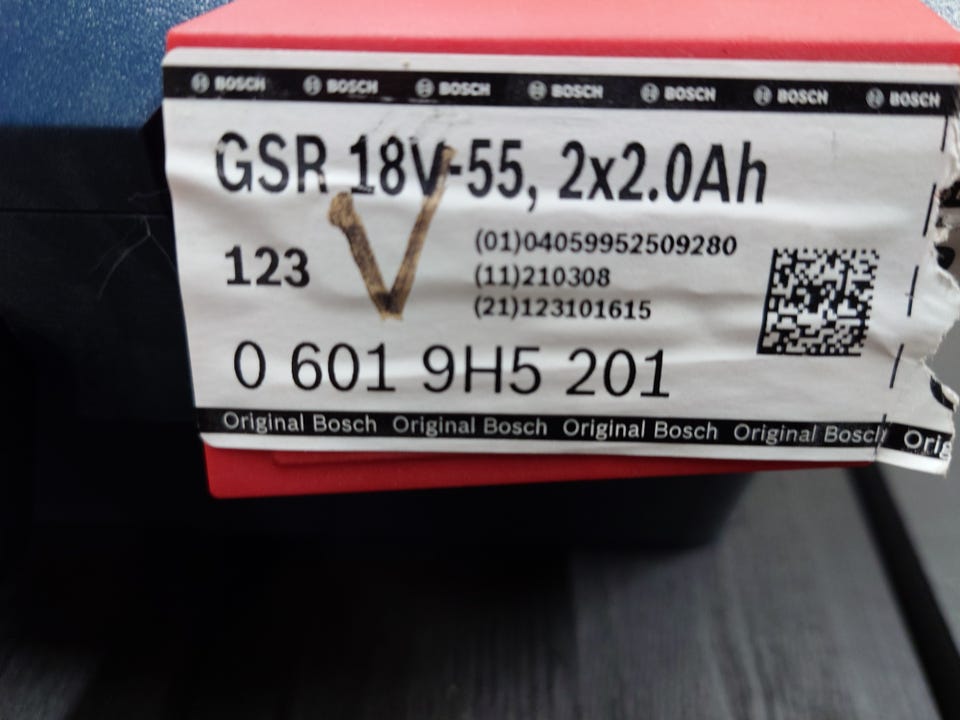 BOSCH BOSCH BOSCH BOSCH BOSCH BOSCH BOSCH
GSR 18V-55, 2x2.0Ah
123 V
(01)04059952509280
(11)210308
(21)123101615
0 601 9H5 201
Original Bosch Original Bosch Original Bosch Original Bosch